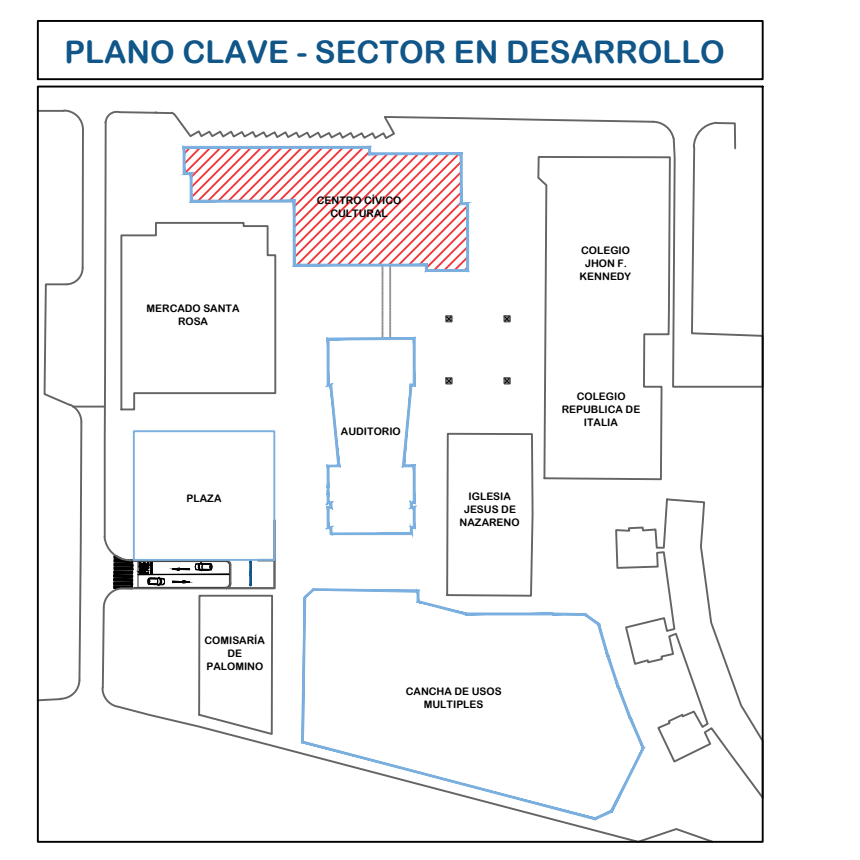 PLANO CLAVE - SECTOR EN DESARROLLO
CENTRO CÍVICO
CULTURAL
COLEGIO
JHON F.
KENNEDY
MERCADO SANTA
ROSA
COLEGIO
REPUBLICA DE
ITALIA
AUDITORIO
PLAZA
IGLESIA
JESUS DE
NAZARENO
COMISARÍA
DE
PALOMINO
CANCHA DE USOS
MULTIPLES